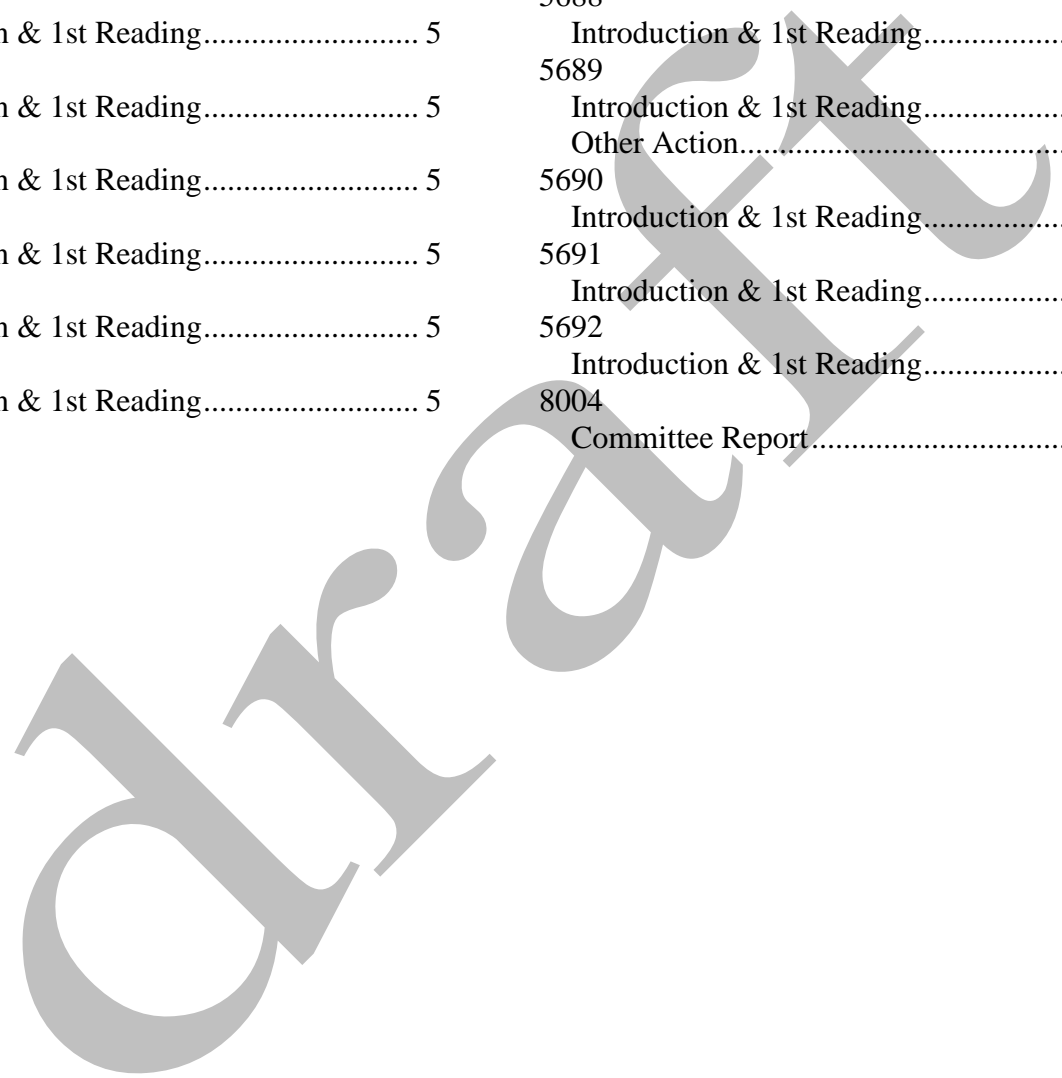 n & 1st Reading........................... 5
n & 1st Reading........................... 5
n & 1st Reading........................... 5
n & 1st Reading........................... 5
n & 1st Reading........................... 5
n & 1st Reading........................... 5
5688
Introduction & 1st Reading..................
5689
Introduction & 1st Reading..................
Other Action.........................................
5690
Introduction & 1st Reading..................
5691
Introduction & 1st Reading..................
5692
Introduction & 1st Reading..................
8004
Committee Report................................
draft